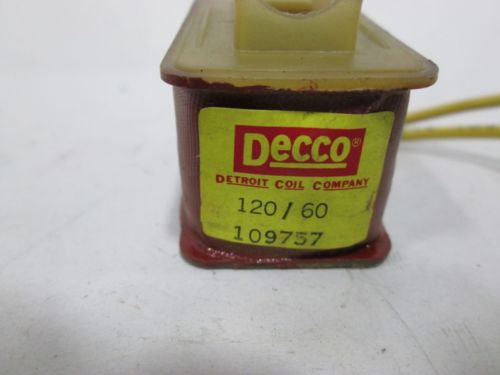 Decco®
DETROIT COIL COMPANY
120/60
109757